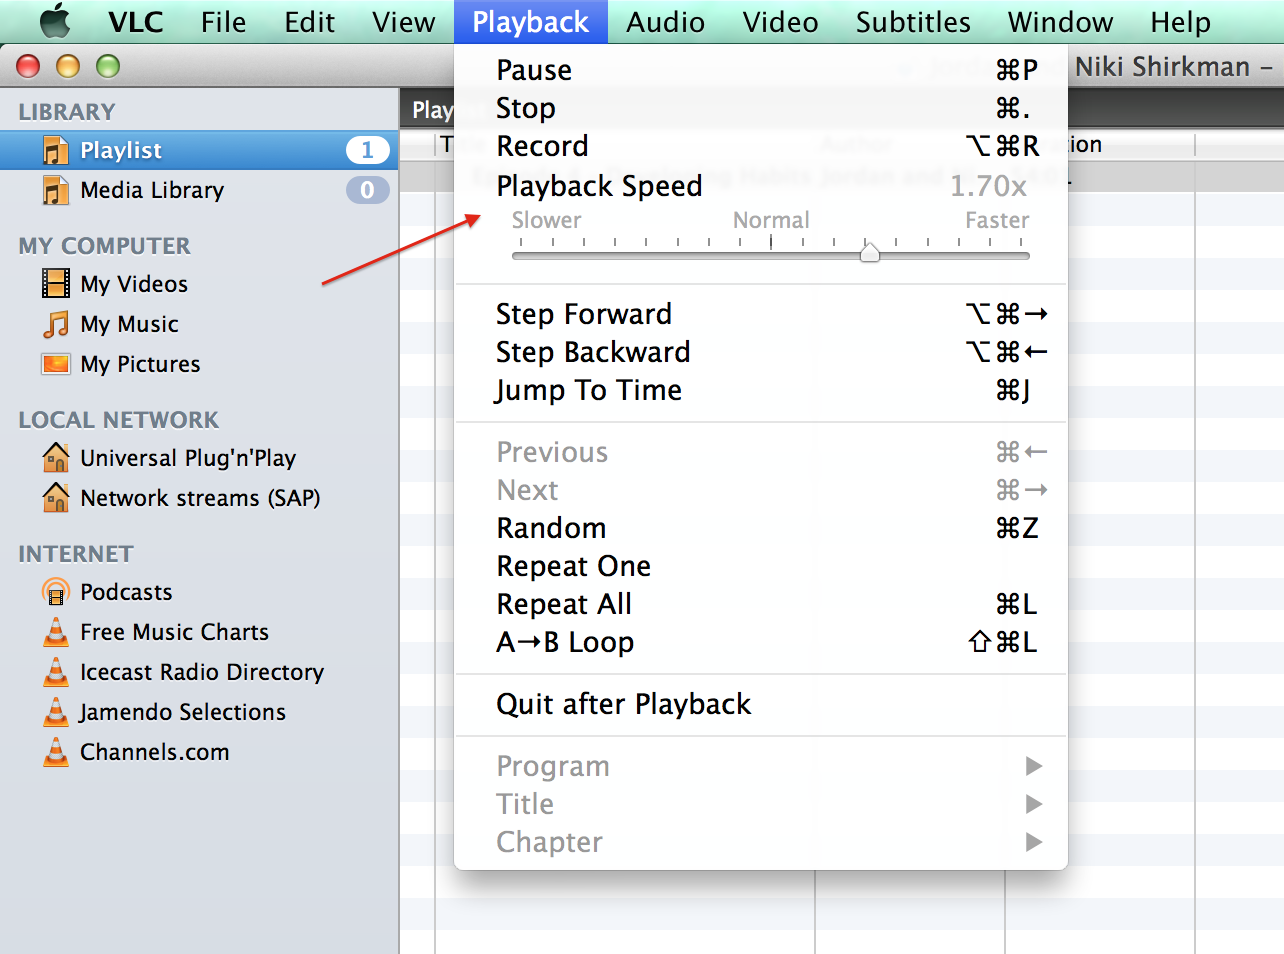 VLC File Edit View Playback Audio Video Subtitles Window Help
Niki Shirkman –
LIBRARY
Playlist 1
Media Library 0
MY COMPUTER
My Videos
My Music
My Pictures
LOCAL NETWORK
Universal Plug'n'Play
Network streams (SAP)
INTERNET
Podcasts
Free Music Charts
Icecast Radio Directory
Jamendo Selections
Channels.com
Pause ⌘P
Stop ⌘.
Record ⌥⌘R
Playback Speed 1.70x
Slower Normal Faster
Step Forward ⌥⌘→
Step Backward ⌥⌘←
Jump To Time ⌘J
Previous ⌘←
Next ⌘→
Random ⌘Z
Repeat One
Repeat All ⌘L
A→B Loop ⇧⌘L
Quit after Playback
Program ▶
Title ▶
Chapter ▶